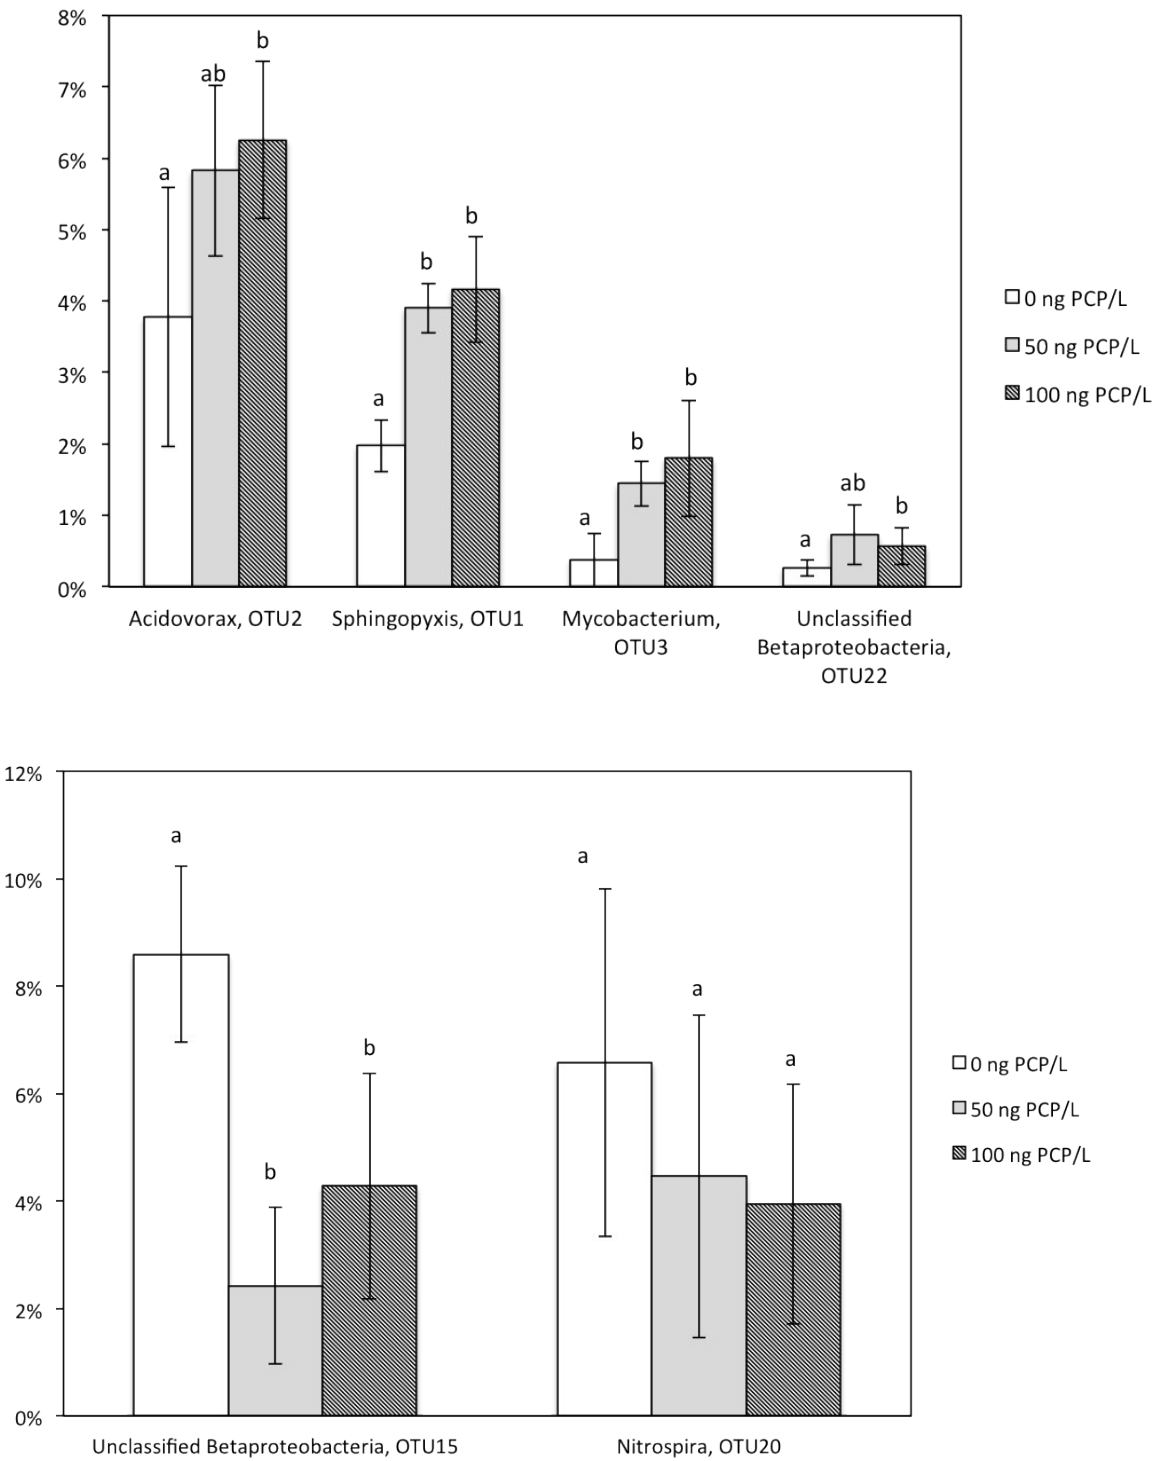 8%
7%
6%
5%
4%
3%
2%
1%
0%
a
ab
b
a
b
b
a
b
b
a
ab
b
Acidovorax, OTU2
Sphingopyxis, OTU1
Mycobacterium,
OTU3
Unclassified
Betaproteobacteria,
OTU22
0 ng PCP/L
50 ng PCP/L
100 ng PCP/L
12%
10%
8%
6%
4%
2%
0%
a
b
b
a
a
a
Unclassified Betaproteobacteria, OTU15
Nitrospira, OTU20
0 ng PCP/L
50 ng PCP/L
100 ng PCP/L